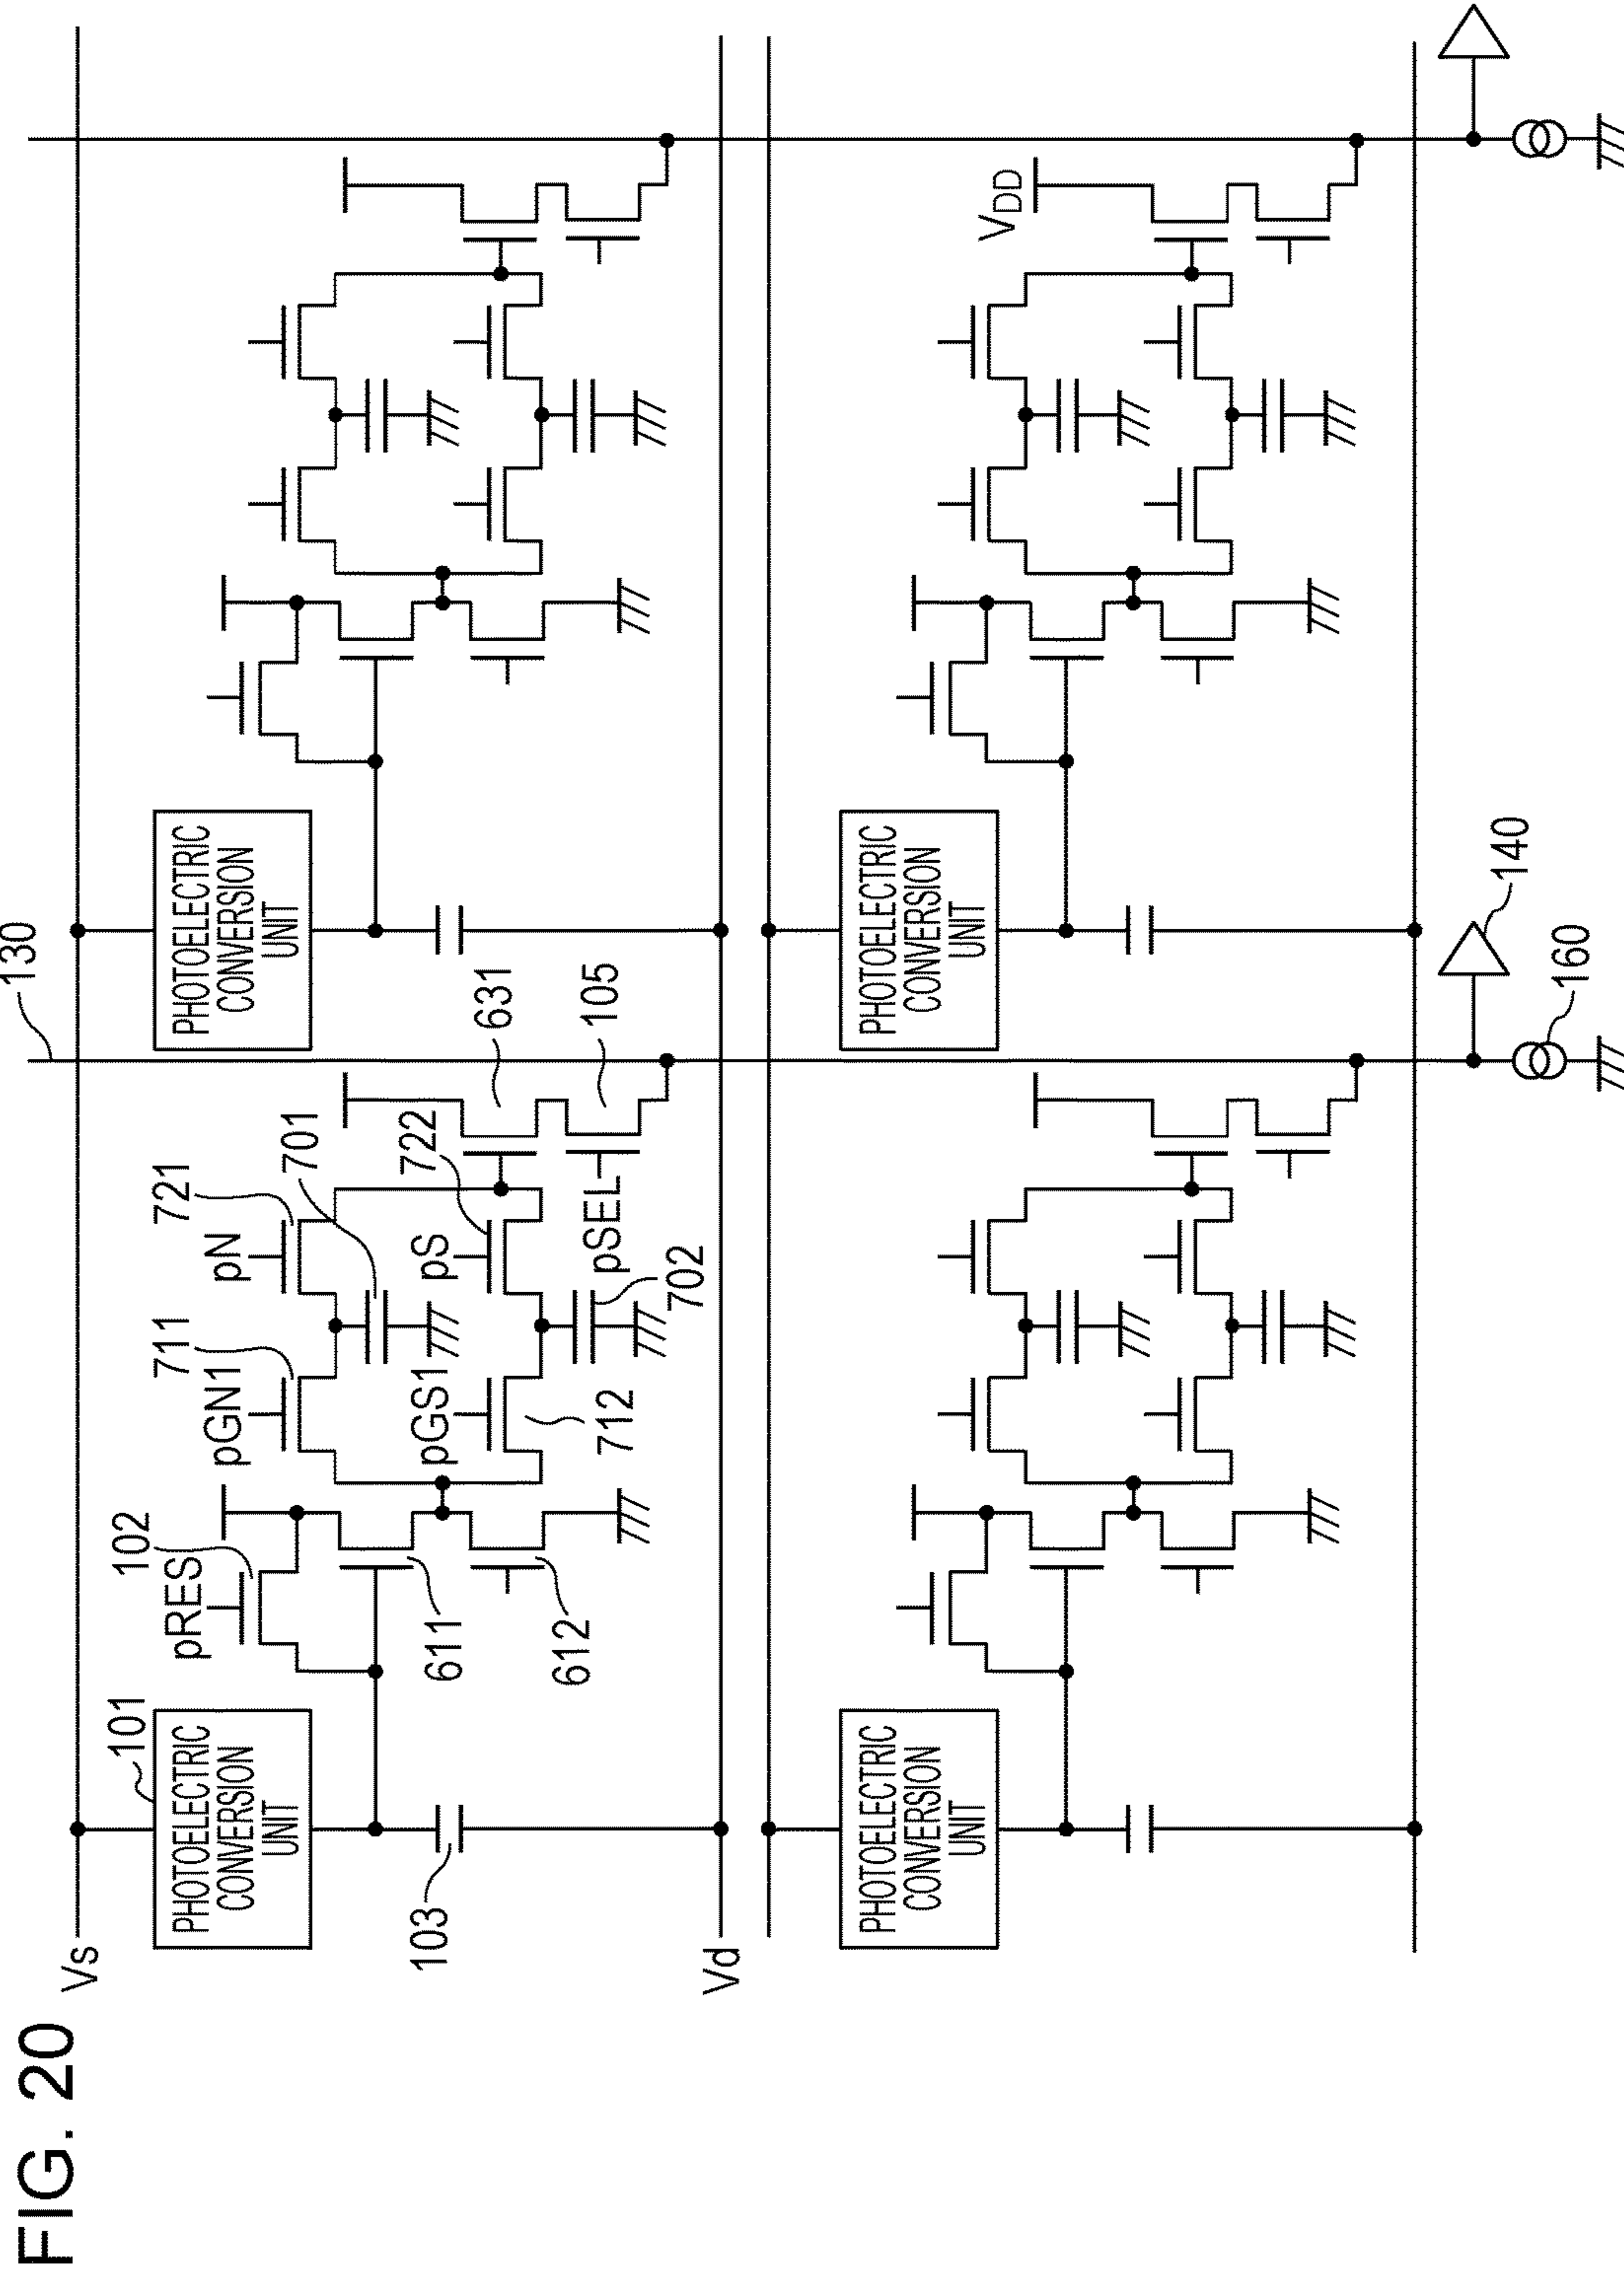 FIG. 20
Vs
130
101
PHOTOELECTRIC
CONVERSION
UNIT
pRES
102
pGN1
711
pN
721
701
103
611
612
pGS1
712
pS
722
702
pSEL
631
105
PHOTOELECTRIC
CONVERSION
UNIT
Vd
PHOTOELECTRIC
CONVERSION
UNIT
PHOTOELECTRIC
CONVERSION
UNIT
VDD
140
160